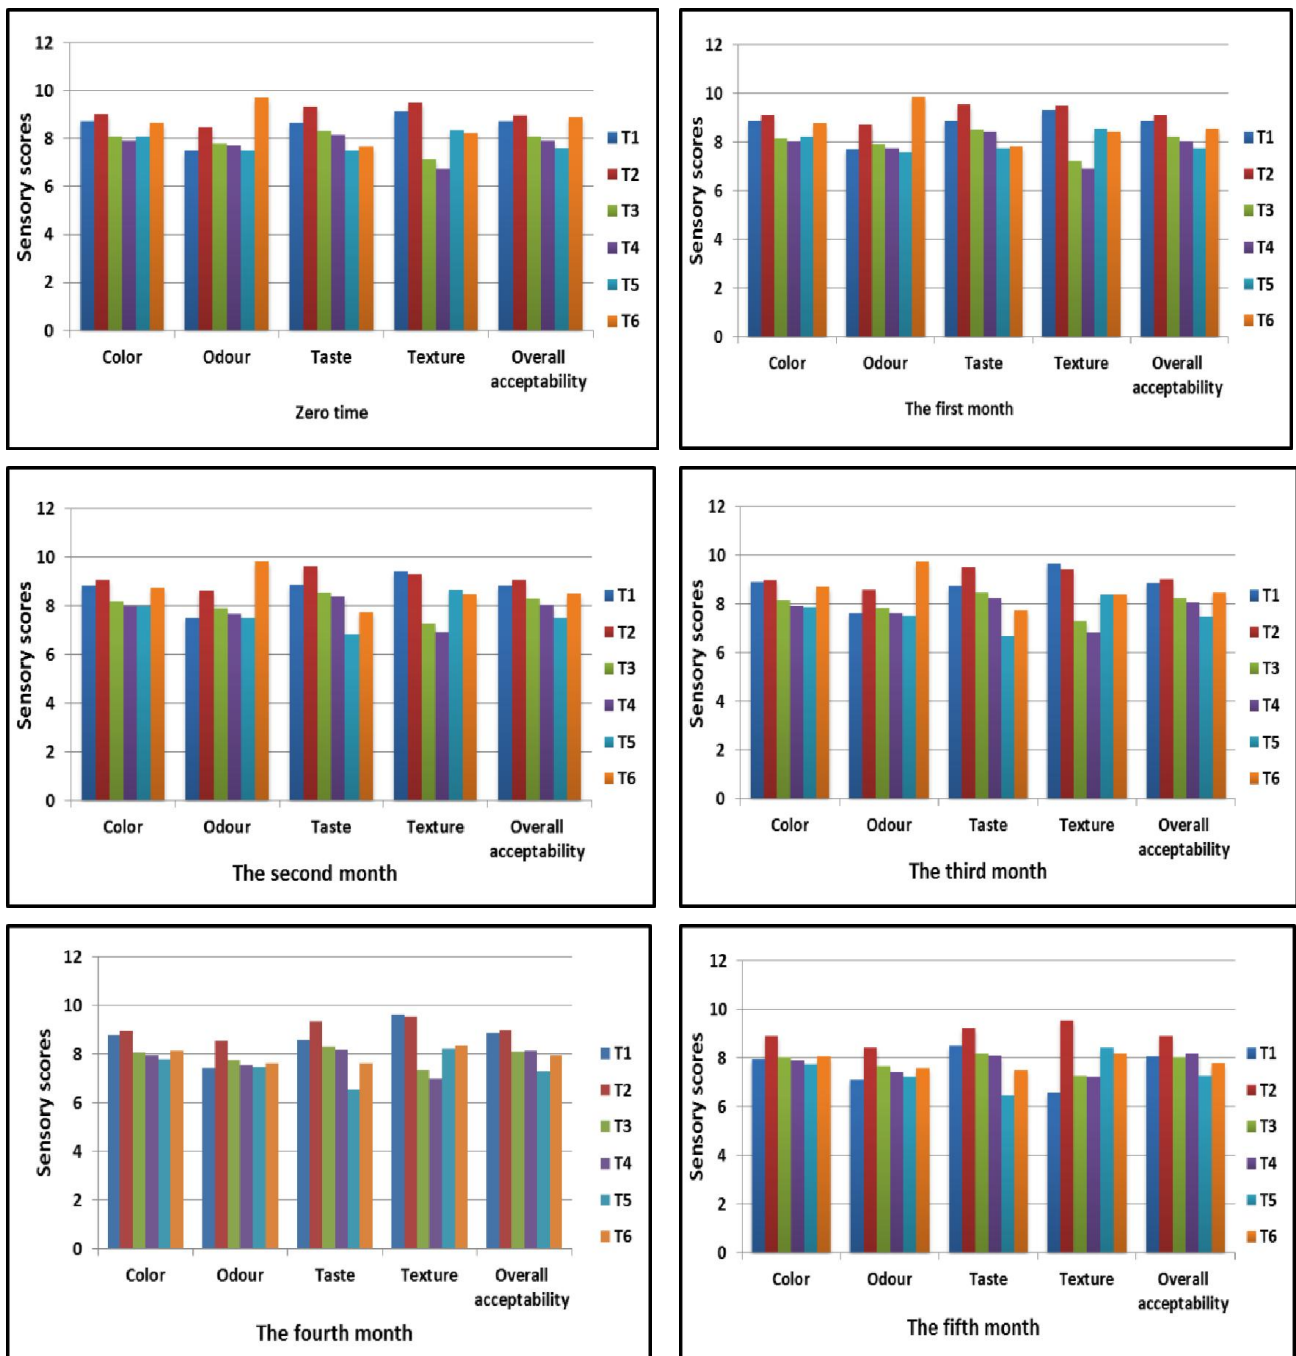 12
10
8
6
4
2
0
Sensory scores
Color
Odour
Taste
Texture
Overall
acceptability
Zero time
T1
T2
T3
T4
T5
T6
12
10
8
6
4
2
0
Sensory scores
Color
Odour
Taste
Texture
Overall
acceptability
The first month
T1
T2
T3
T4
T5
T6
12
10
8
6
4
2
0
Sensory scores
Color
Odour
Taste
Texture
Overall
acceptability
The second month
T1
T2
T3
T4
T5
T6
12
10
8
6
4
2
0
Sensory scores
Color
Odour
Taste
Texture
Overall
acceptability
The third month
T1
T2
T3
T4
T5
T6
12
10
8
6
4
2
0
Sensory scores
Color
Odour
Taste
Texture
Overall
acceptability
The fourth month
T1
T2
T3
T4
T5
T6
12
10
8
6
4
2
0
Sensory scores
Color
Odour
Taste
Texture
Overall
acceptability
The fifth month
T1
T2
T3
T4
T5
T6